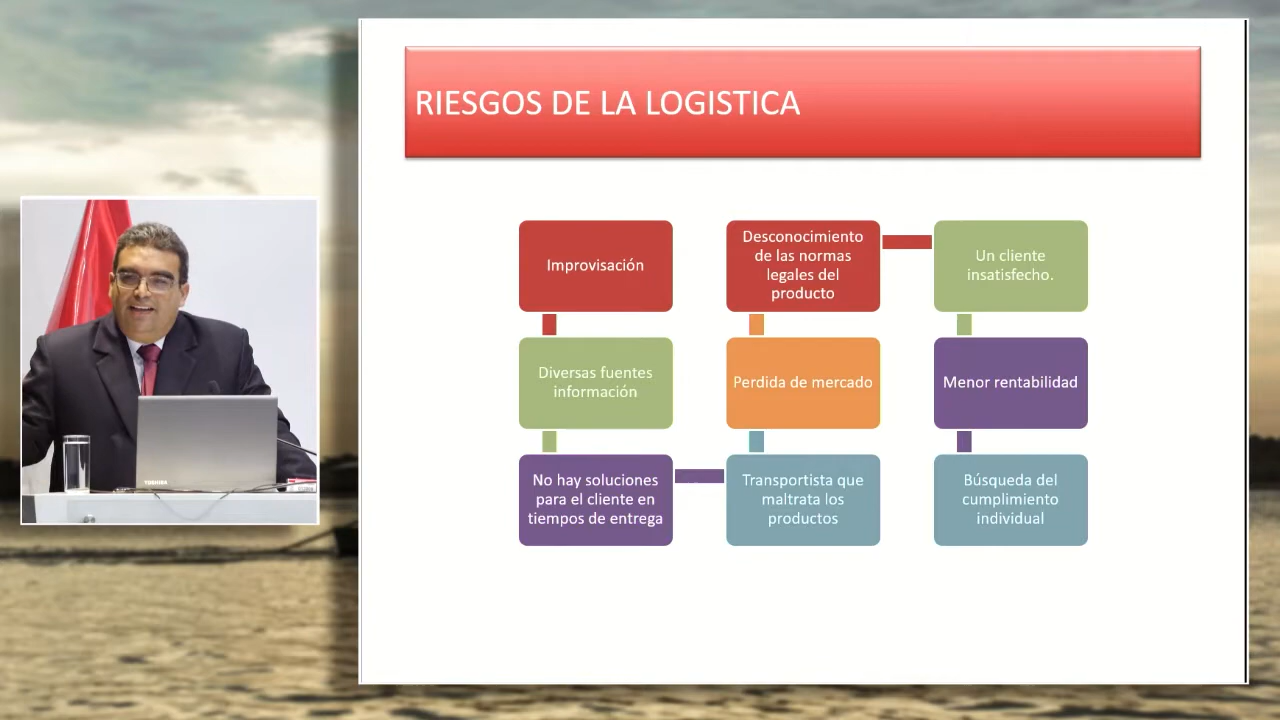 RIESGOS DE LA LOGISTICA
Improvisación
Diversas fuentes
información
No hay soluciones
para el cliente en
tiempos de entrega
Transportista que
maltrata los
productos
Perdida de mercado
Desconocimiento
de las normas
legales del
producto
Un cliente
insatisfecho.
Menor rentabilidad
Búsqueda del
cumplimiento
individual
TOSHIBA